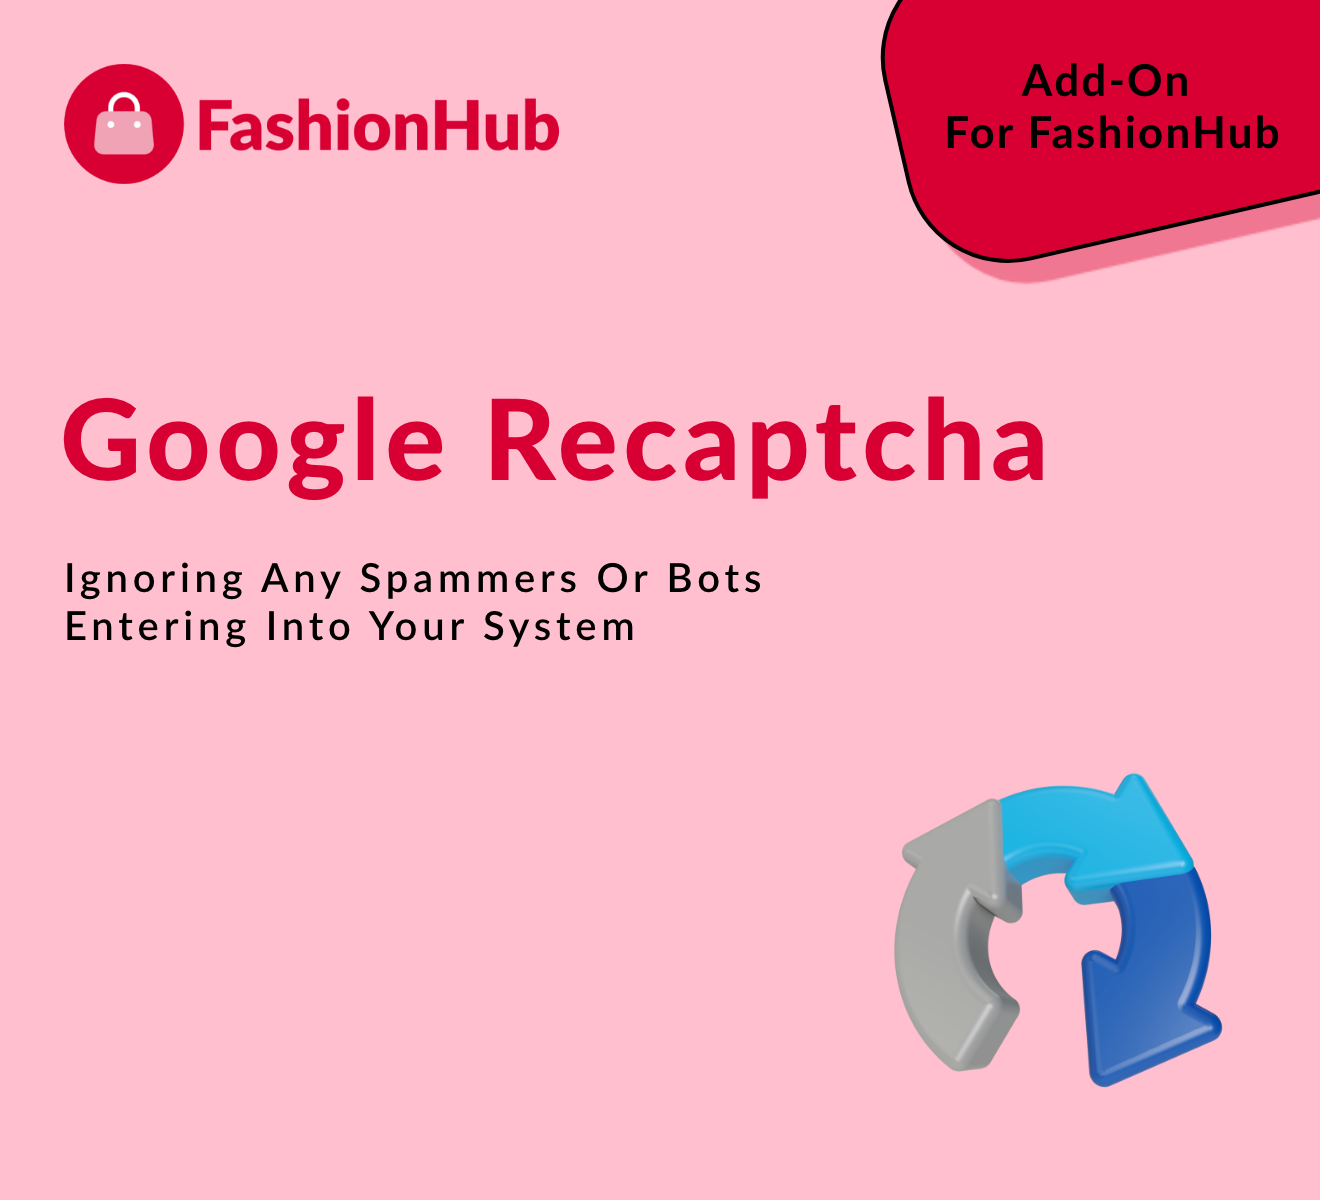 FashionHub
Add-On
For FashionHub
Google Recaptcha
Ignoring Any Spammers Or Bots
Entering Into Your System